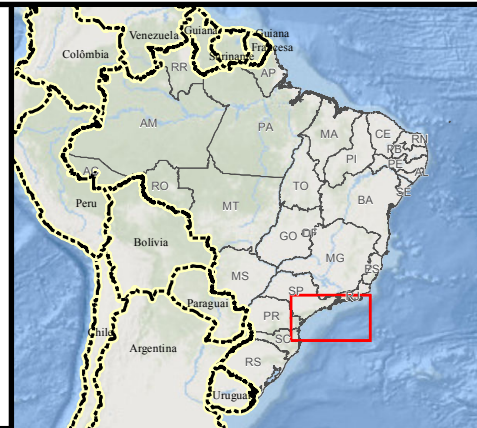 Venezuela
Guiana
Guiana
Francesa
Colômbia
Suriname
RR
AP
AM
PA
MA
CE
RN
PB
PI
PE
AL
AC
RO
TO
SE
BA
Peru
MT
GO
DF
Bolívia
MG
MS
ES
SP
RJ
Paraguai
PR
SC
Chile
Argentina
RS
Uruguai